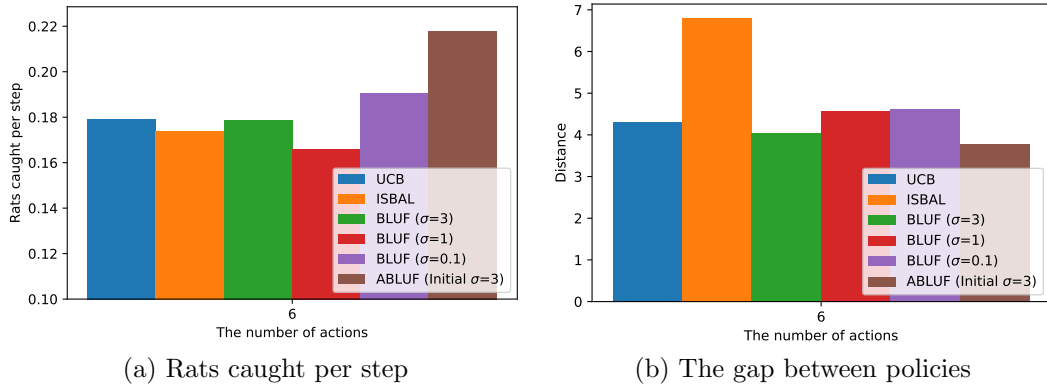 0.22
0.20
0.18
0.16
0.14
0.12
0.10
Rats caught per step
UCB
ISBAL
BLUF (σ=3)
BLUF (σ=1)
BLUF (σ=0.1)
ABLUF (Initial σ=3)
6
The number of actions
(a) Rats caught per step
7
6
5
4
3
2
1
0
Distance
UCB
ISBAL
BLUF (σ=3)
BLUF (σ=1)
BLUF (σ=0.1)
ABLUF (Initial σ=3)
6
The number of actions
(b) The gap between policies